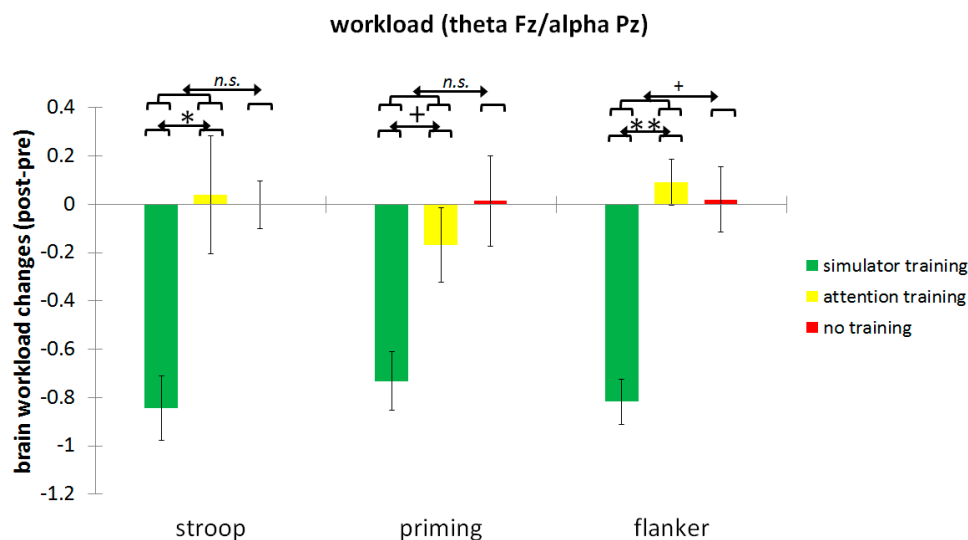 workload (theta Fz/alpha Pz)
n.s.
n.s.
+
*
+
**
brain workload changes (post-pre)
0.4
0.2
0
-0.2
-0.4
-0.6
-0.8
-1
-1.2
simulator training
attention training
no training
stroop
priming
flanker